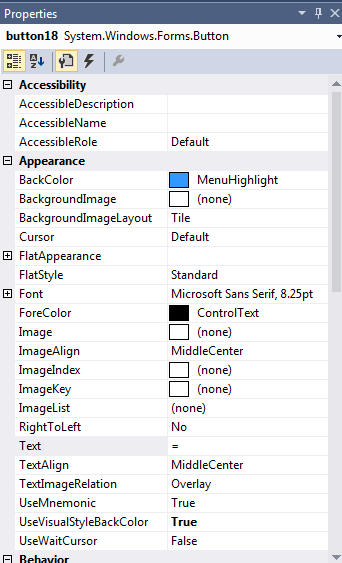 Properties
button18 System.Windows.Forms.Button
Accessibility
AccessibleDescription
AccessibleName
AccessibleRole Default
Appearance
BackColor MenuHighlight
BackgroundImage (none)
BackgroundImageLayout Tile
Cursor Default
FlatAppearance
FlatStyle Standard
Font Microsoft Sans Serif, 8.25pt
ForeColor ControlText
Image (none)
ImageAlign MiddleCenter
ImageIndex (none)
ImageKey (none)
ImageList (none)
RightToLeft No
Text =
TextAlign MiddleCenter
TextImageRelation Overlay
UseMnemonic True
UseVisualStyleBackColor True
UseWaitCursor False
Behavior